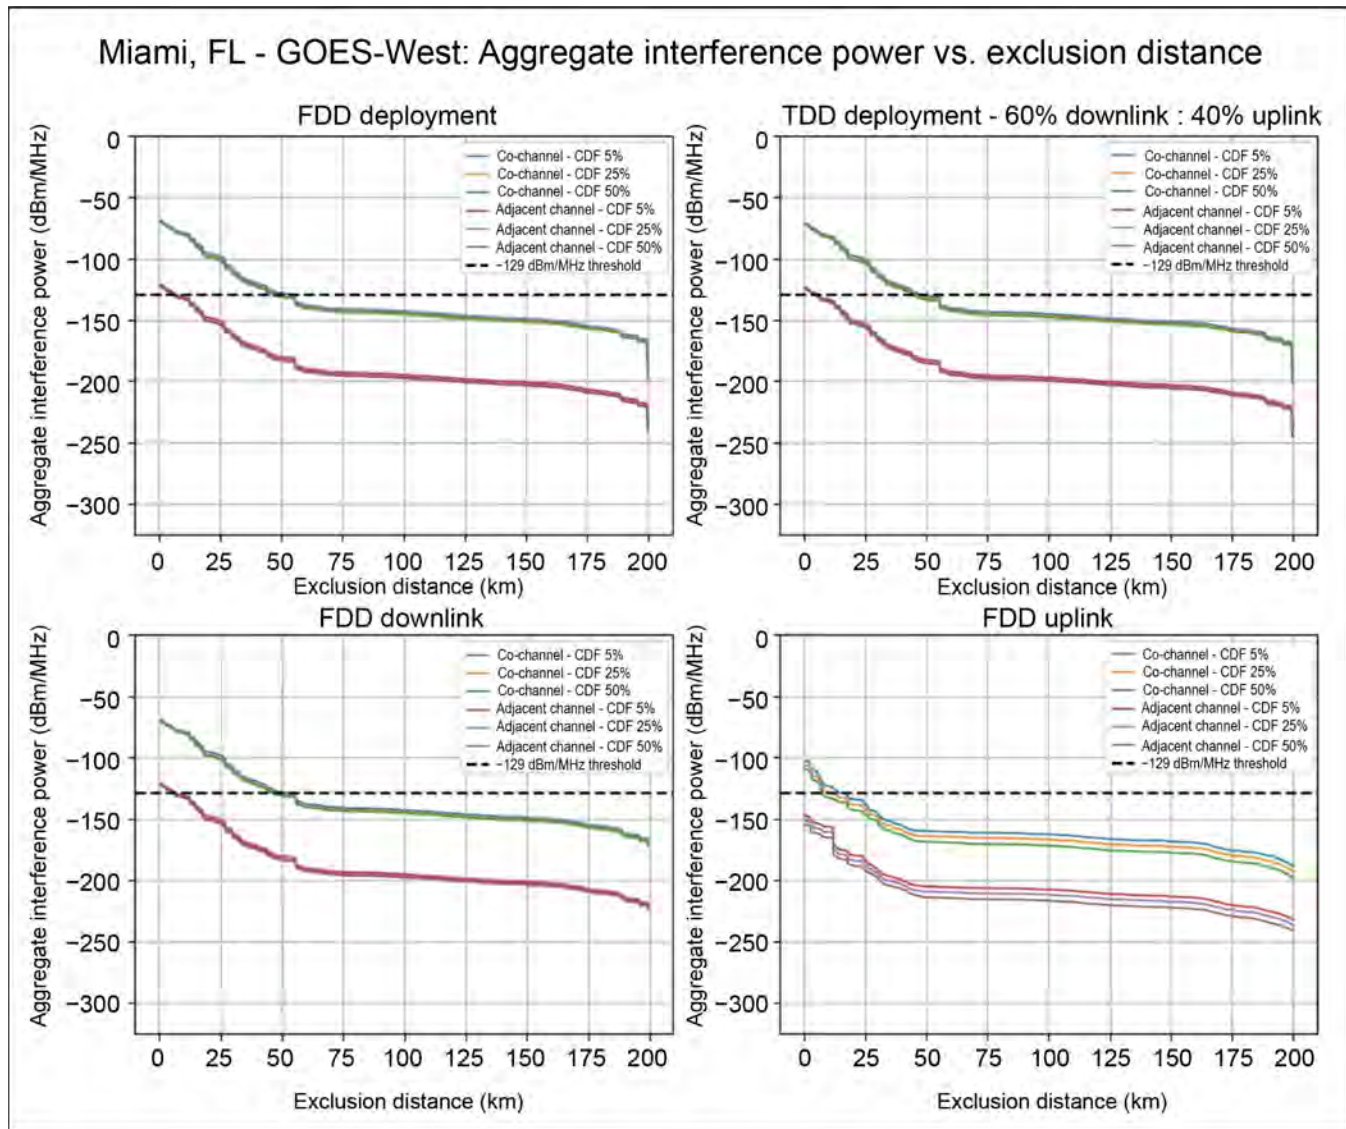 Miami, FL - GOES-West: Aggregate interference power vs. exclusion distance
FDD deployment
Aggregate interference power (dBm/MHz)
0
−50
−100
−150
−200
−250
−300
Co-channel - CDF 5%
Co-channel - CDF 25%
Co-channel - CDF 50%
Adjacent channel - CDF 5%
Adjacent channel - CDF 25%
Adjacent channel - CDF 50%
−129 dBm/MHz threshold
0 25 50 75 100 125 150 175 200
Exclusion distance (km)
TDD deployment - 60% downlink : 40% uplink
Aggregate interference power (dBm/MHz)
0
−50
−100
−150
−200
−250
−300
Co-channel - CDF 5%
Co-channel - CDF 25%
Co-channel - CDF 50%
Adjacent channel - CDF 5%
Adjacent channel - CDF 25%
Adjacent channel - CDF 50%
−129 dBm/MHz threshold
0 25 50 75 100 125 150 175 200
Exclusion distance (km)
FDD downlink
Aggregate interference power (dBm/MHz)
0
−50
−100
−150
−200
−250
−300
Co-channel - CDF 5%
Co-channel - CDF 25%
Co-channel - CDF 50%
Adjacent channel - CDF 5%
Adjacent channel - CDF 25%
Adjacent channel - CDF 50%
−129 dBm/MHz threshold
0 25 50 75 100 125 150 175 200
Exclusion distance (km)
FDD uplink
Aggregate interference power (dBm/MHz)
0
−50
−100
−150
−200
−250
−300
Co-channel - CDF 5%
Co-channel - CDF 25%
Co-channel - CDF 50%
Adjacent channel - CDF 5%
Adjacent channel - CDF 25%
Adjacent channel - CDF 50%
−129 dBm/MHz threshold
0 25 50 75 100 125 150 175 200
Exclusion distance (km)